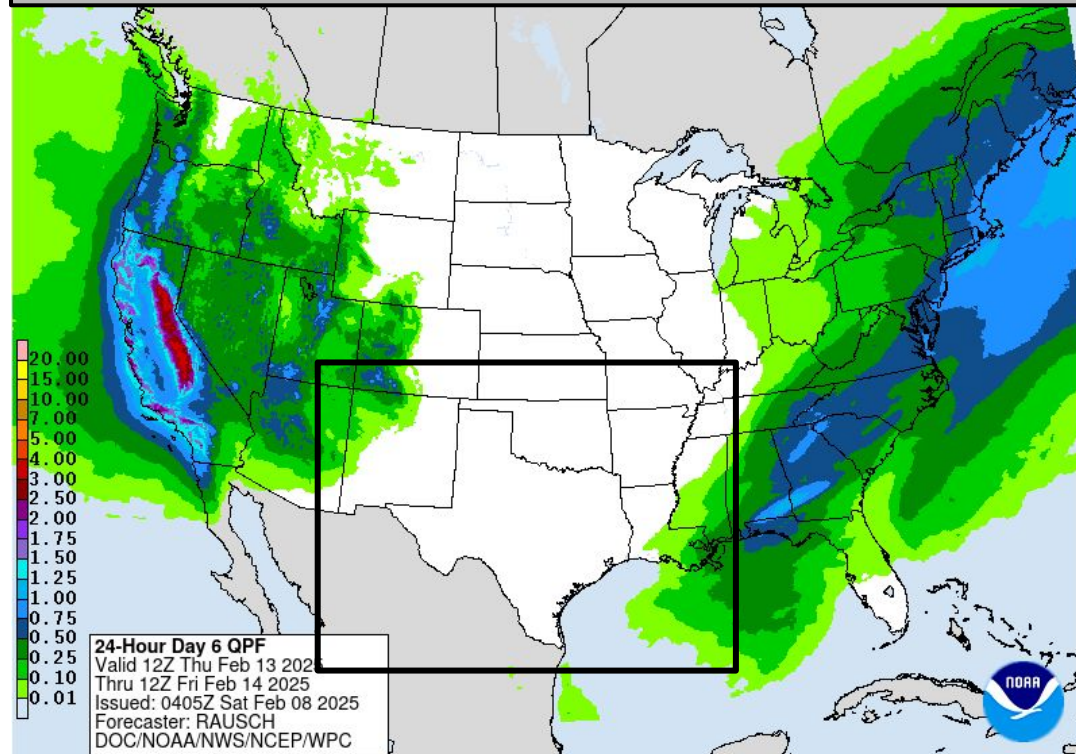 20.00
15.00
10.00
7.00
5.00
4.00
3.00
2.50
2.00
1.75
1.50
1.25
1.00
0.75
0.50
0.25
0.10
0.01
24-Hour Day 6 QPF
Valid 12Z Thu Feb 13 2025
Thru 12Z Fri Feb 14 2025
Issued: 0405Z Sat Feb 08 2025
Forecaster: RAUSCH
DOC/NOAA/NWS/NCEP/WPC
NOAA